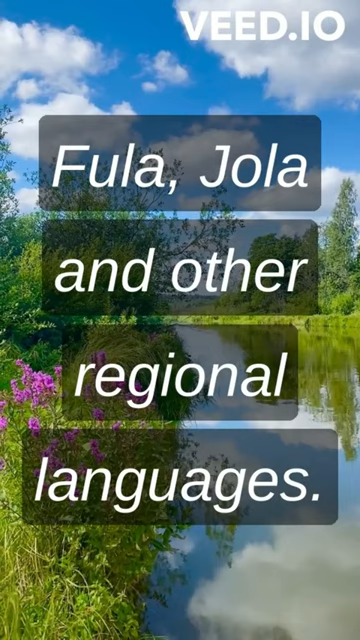 VEED.IO
Fula, Jola
and other
regional
languages.